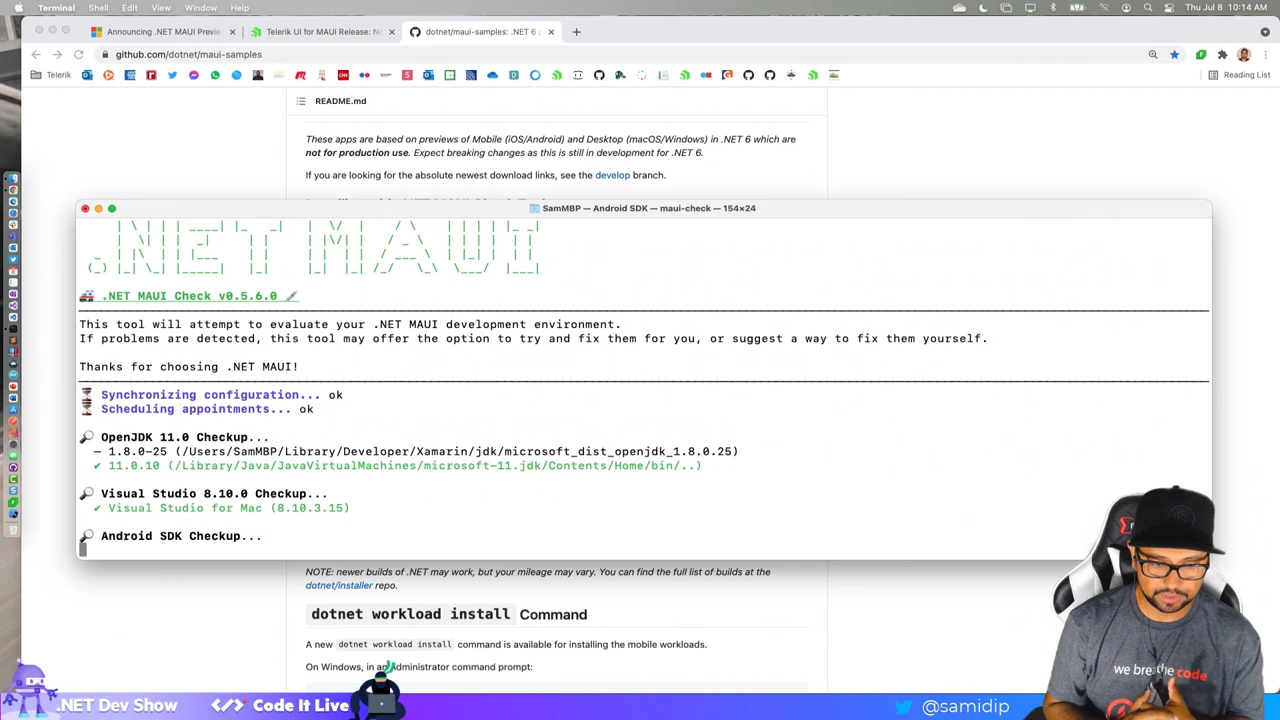 Terminal Shell Edit View Window Help
Thu Jul 8 10:14 AM
Announcing .NET MAUI Preview
Telerik UI for MAUI Release: Ne
dotnet/maui-samples: .NET 6 p
github.com/dotnet/maui-samples
Telerik
Reading List
README.md
These apps are based on previews of Mobile (iOS/Android) and Desktop (macOS/Windows) in .NET 6 which are
not for production use. Expect breaking changes as this is still in development for .NET 6.
If you are looking for the absolute newest download links, see the develop branch.
SamMBP — Android SDK — maui-check — 154×24
.NET MAUI
.NET MAUI Check v0.5.6.0
This tool will attempt to evaluate your .NET MAUI development environment.
If problems are detected, this tool may offer the option to try and fix them for you, or suggest a way to fix them yourself.
Thanks for choosing .NET MAUI!
Synchronizing configuration... ok
Scheduling appointments... ok
OpenJDK 11.0 Checkup...
– 1.8.0-25 (/Users/SamMBP/Library/Developer/Xamarin/jdk/microsoft_dist_openjdk_1.8.0.25)
✔ 11.0.10 (/Library/Java/JavaVirtualMachines/microsoft-11.jdk/Contents/Home/bin/..)
Visual Studio 8.10.0 Checkup...
✔ Visual Studio for Mac (8.10.3.15)
Android SDK Checkup...
NOTE: newer builds of .NET may work, but your mileage may vary. You can find the full list of builds at the
dotnet/installer repo.
dotnet workload install Command
A new dotnet workload install command is available for installing the mobile workloads.
On Windows, in an Administrator command prompt:
we breathe code
.NET Dev Show
Code It Live
@samidip